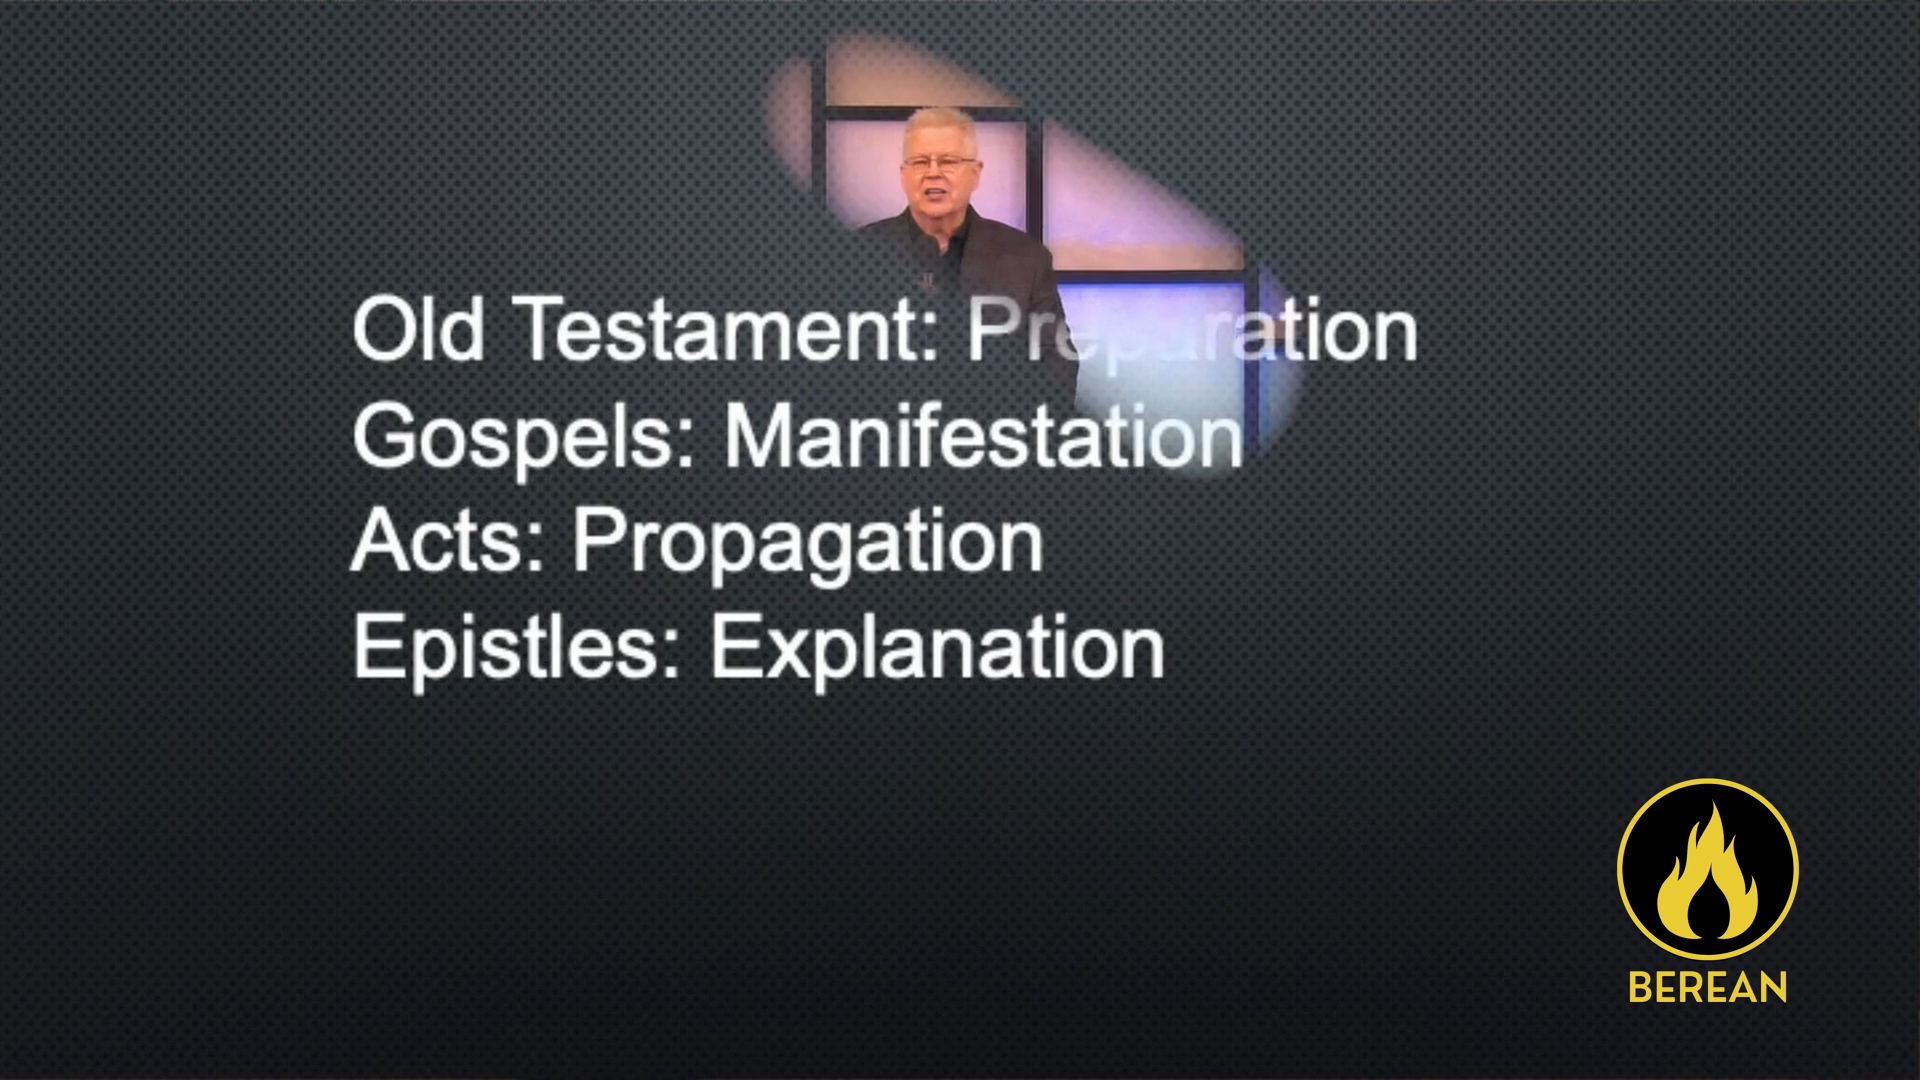 Old Testament: Preparation
Gospels: Manifestation
Acts: Propagation
Epistles: Explanation
BEREAN